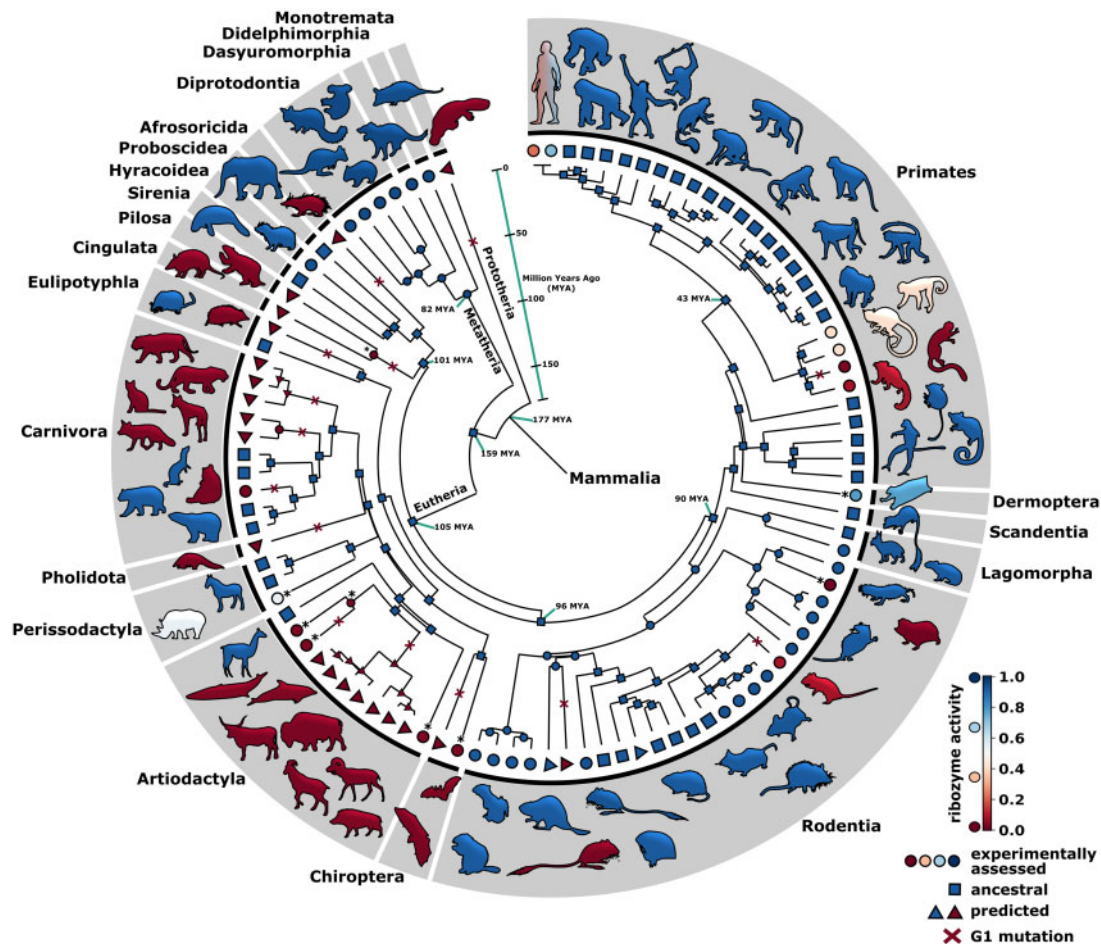 Monotremata
Didelphimorphia
Dasyuromorphia
Diprotodontia
Afrosoricida
Proboscidea
Hyracoidea
Sirenia
Pilosa
Cingulata
Eulipotyphla
Carnivora
Pholidota
Perissodactyla
Artiodactyla
Chiroptera
Primates
Dermoptera
Scandentia
Lagomorpha
Rodentia
0
50
100
150
Million Years Ago
(MYA)
Prototheria
Metatheria
Eutheria
Mammalia
82 MYA
101 MYA
43 MYA
177 MYA
159 MYA
105 MYA
90 MYA
96 MYA
*
*
*
*
*
*
*
*
*
ribozyme activity
1.0
0.8
0.6
0.4
0.2
0.0
experimentally
assessed
ancestral
predicted
G1 mutation